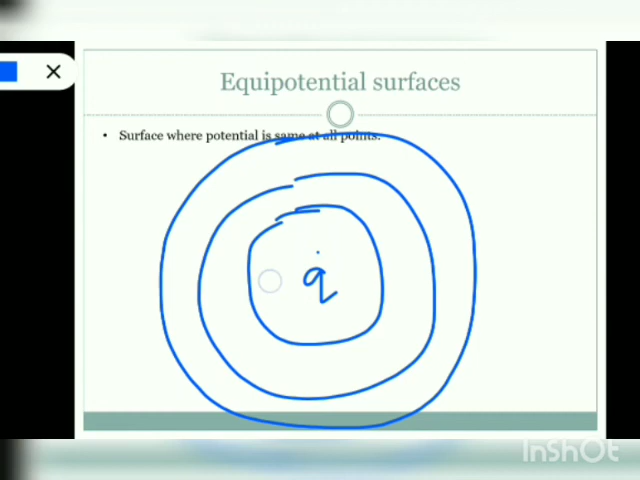 Equipotential surfaces
• Surface where potential is same at all points.
q
InShOt